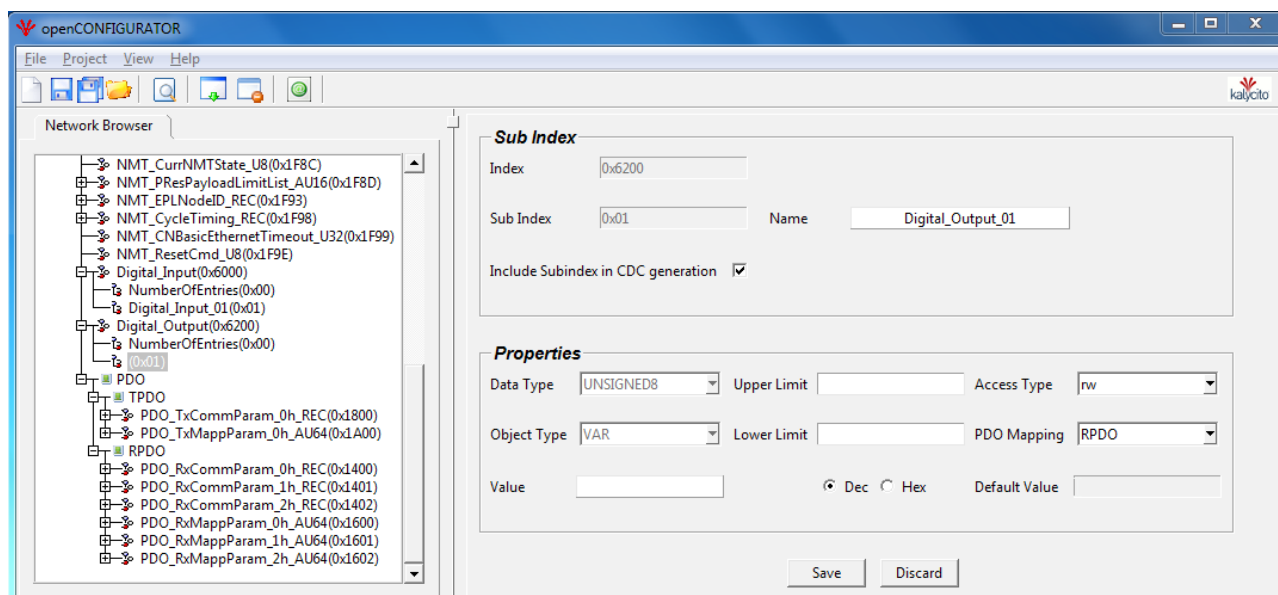 openCONFIGURATOR
File Project View Help
kalycito
Network Browser
NMT_CurrNMTState_U8(0x1F8C)
NMT_PResPayloadLimitList_AU16(0x1F8D)
NMT_EPLNodeID_REC(0x1F93)
NMT_CycleTiming_REC(0x1F98)
NMT_CNBasicEthernetTimeout_U32(0x1F99)
NMT_ResetCmd_U8(0x1F9E)
Digital_Input(0x6000)
NumberOfEntries(0x00)
Digital_Input_01(0x01)
Digital_Output(0x6200)
NumberOfEntries(0x00)
(0x01)
PDO
TPDO
PDO_TxCommParam_0h_REC(0x1800)
PDO_TxMappParam_0h_AU64(0x1A00)
RPDO
PDO_RxCommParam_0h_REC(0x1400)
PDO_RxCommParam_1h_REC(0x1401)
PDO_RxCommParam_2h_REC(0x1402)
PDO_RxMappParam_0h_AU64(0x1600)
PDO_RxMappParam_1h_AU64(0x1601)
PDO_RxMappParam_2h_AU64(0x1602)
Sub Index
Index 0x6200
Sub Index 0x01 Name Digital_Output_01
Include Subindex in CDC generation
Properties
Data Type UNSIGNED8 Upper Limit Access Type rw
Object Type VAR Lower Limit PDO Mapping RPDO
Value Dec Hex Default Value
Save Discard